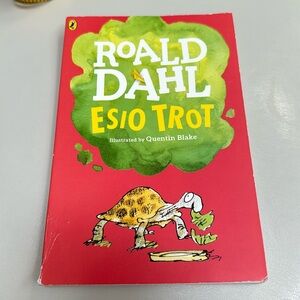 ROALD
DAHL
ESIO TROT
Illustrated by Quentin Blake